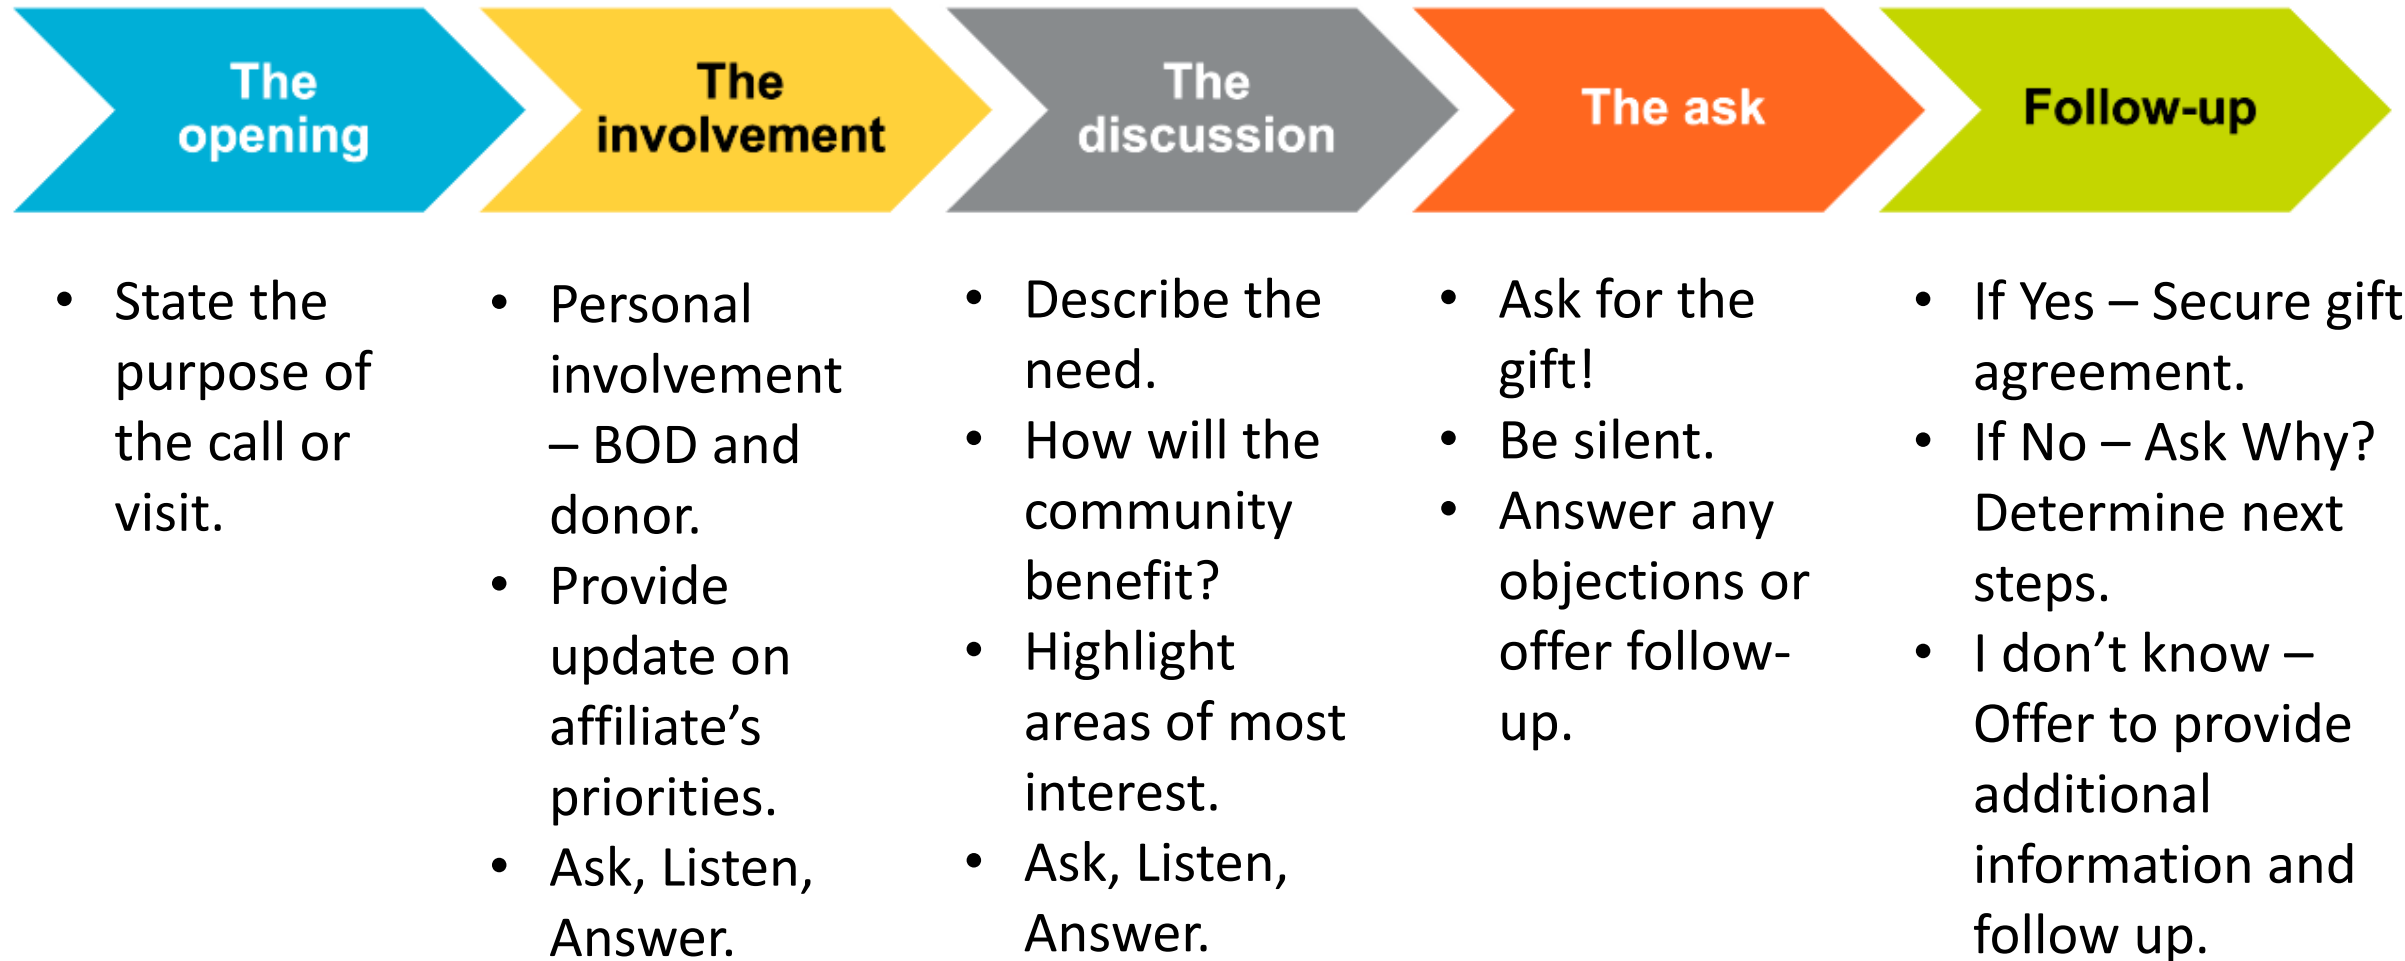 The
opening
The
involvement
The
discussion
The ask
Follow-up
• State the
purpose of
the call or
visit.
• Personal
involvement
– BOD and
donor.
• Provide
update on
affiliate’s
priorities.
• Ask, Listen,
Answer.
• Describe the
need.
• How will the
community
benefit?
• Highlight
areas of most
interest.
• Ask, Listen,
Answer.
• Ask for the
gift!
• Be silent.
• Answer any
objections or
offer follow-
up.
• If Yes – Secure gift
agreement.
• If No – Ask Why?
Determine next
steps.
• I don’t know –
Offer to provide
additional
information and
follow up.